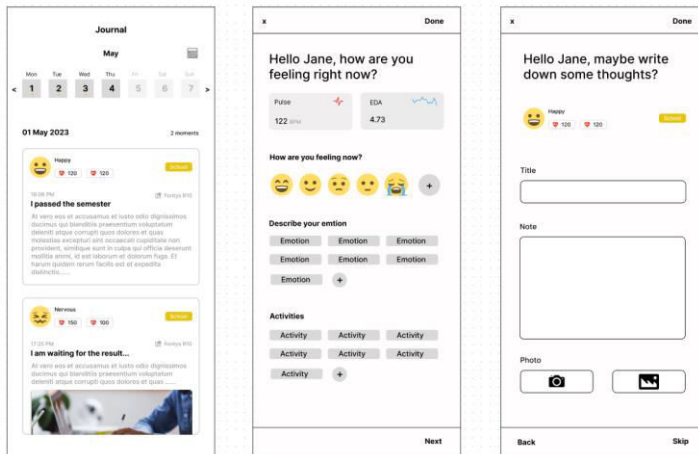 Journal
May
Mon Tue Wed Thu Fri Sat Sun
< 1 2 3 4 5 6 7 >
01 May 2023 2 moments
Happy
120 120
School
I passed the semester
At vero eos et accusamus et iusto odio dignissimos
ducimus qui blanditiis praesentium voluptatum
deleniti atque corrupti quos dolores et quas
molestias excepturi sint occaecati cupiditate non
provident, similique sunt in culpa qui officia deserunt
mollitia animi, id est laborum et dolorum fuga. Et
harum quidem rerum facilis est et expedita
distinctio......
Nervous
150 100
School
17:25 PM
I am waiting for the result...
At vero eos et accusamus et iusto odio dignissimos
ducimus qui blanditiis praesentium voluptatum
deleniti atque corrupti quos dolores et quas ......
x Done
Hello Jane, how are you
feeling right now?
Pulse
122 BPM
EDA
4.73
How are you feeling now?
+
Describe your emtion
Emotion Emotion Emotion
Emotion Emotion Emotion
Emotion +
Activities
Activity Activity Activity
Activity Activity Activity
Activity +
Next
x Done
Hello Jane, maybe write
down some thoughts?
Happy
120 120
School
Title
Note
Photo
Back Skip